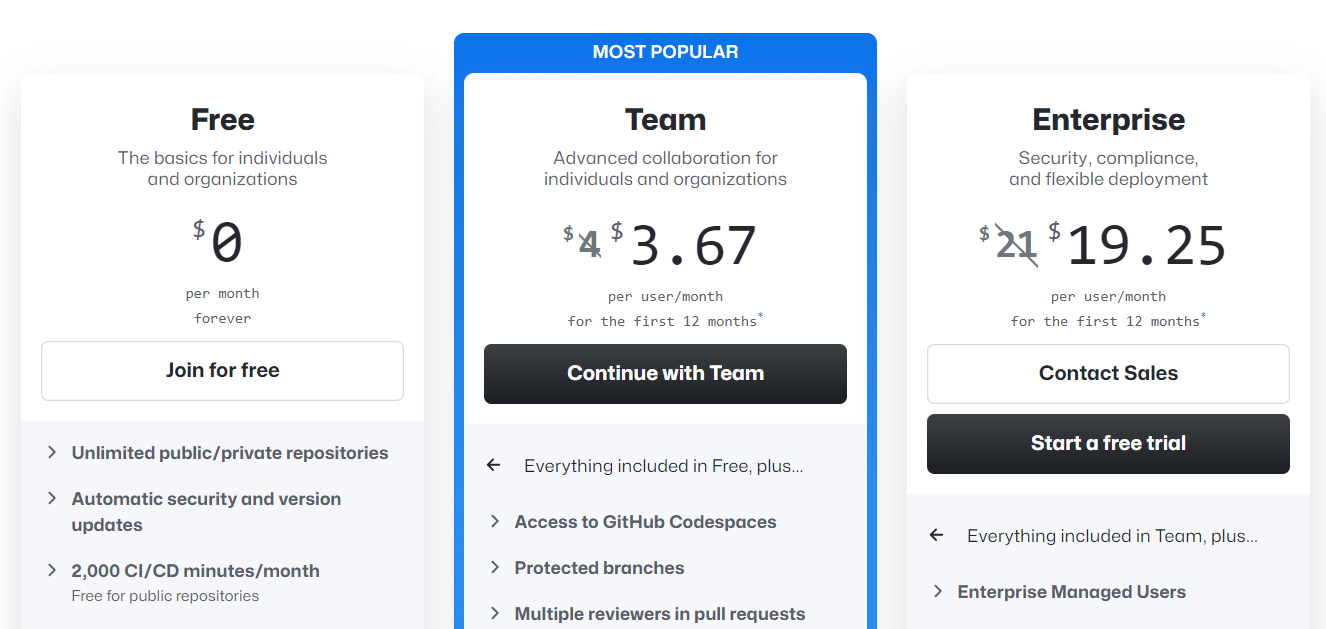 MOST POPULAR
Free
The basics for individuals
and organizations
$0
per month
forever
Join for free
Unlimited public/private repositories
Automatic security and version
updates
2,000 CI/CD minutes/month
Free for public repositories
Team
Advanced collaboration for
individuals and organizations
$4 $3.67
per user/month
for the first 12 months*
Continue with Team
Everything included in Free, plus...
Access to GitHub Codespaces
Protected branches
Multiple reviewers in pull requests
Enterprise
Security, compliance,
and flexible deployment
$21 $19.25
per user/month
for the first 12 months*
Contact Sales
Start a free trial
Everything included in Team, plus...
Enterprise Managed Users